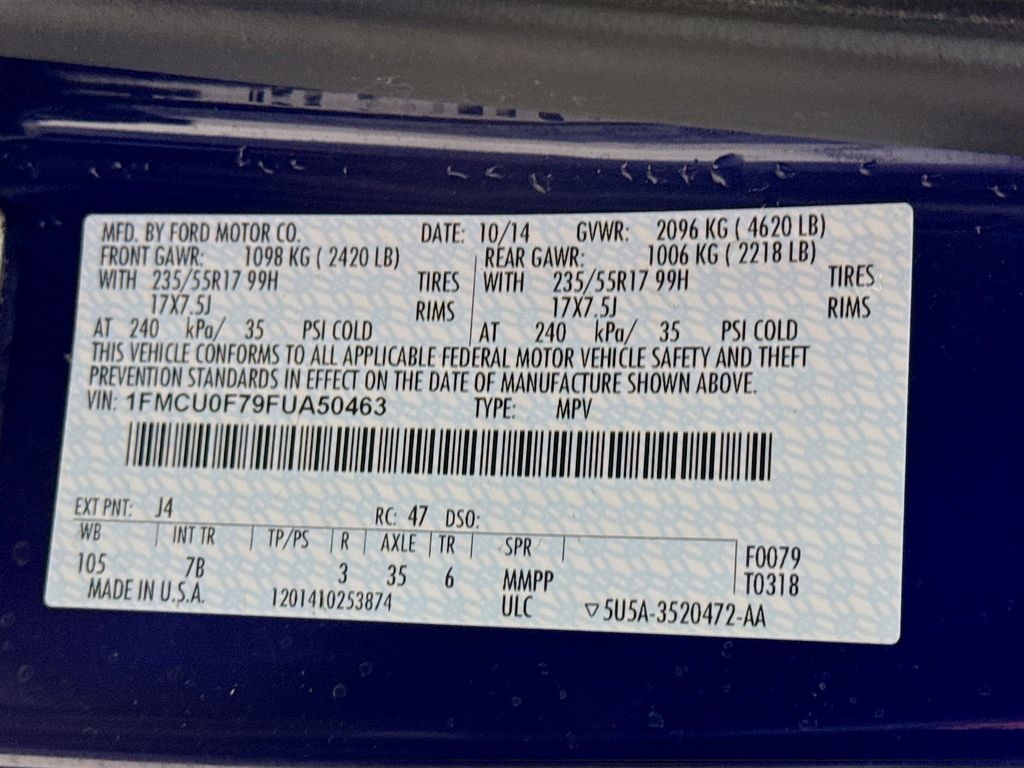 MFD. BY FORD MOTOR CO. DATE: 10/14 GVWR: 2096 KG ( 4620 LB)
FRONT GAWR: 1098 KG ( 2420 LB) REAR GAWR: 1006 KG ( 2218 LB)
WITH 235/55R17 99H TIRES WITH 235/55R17 99H TIRES
17X7.5J RIMS 17X7.5J RIMS
AT 240 kPa/ 35 PSI COLD AT 240 kPa/ 35 PSI COLD
THIS VEHICLE CONFORMS TO ALL APPLICABLE FEDERAL MOTOR VEHICLE SAFETY AND THEFT
PREVENTION STANDARDS IN EFFECT ON THE DATE OF MANUFACTURE SHOWN ABOVE.
VIN: 1FMCU0F79FUA50463 TYPE: MPV
EXT PNT: J4 RC: 47 DSO:
WB INT TR TP/PS R AXLE TR SPR F0079
105 7B 3 35 6 MMPP T0318
MADE IN U.S.A. 1201410253874 ULC ▽5U5A-3520472-AA